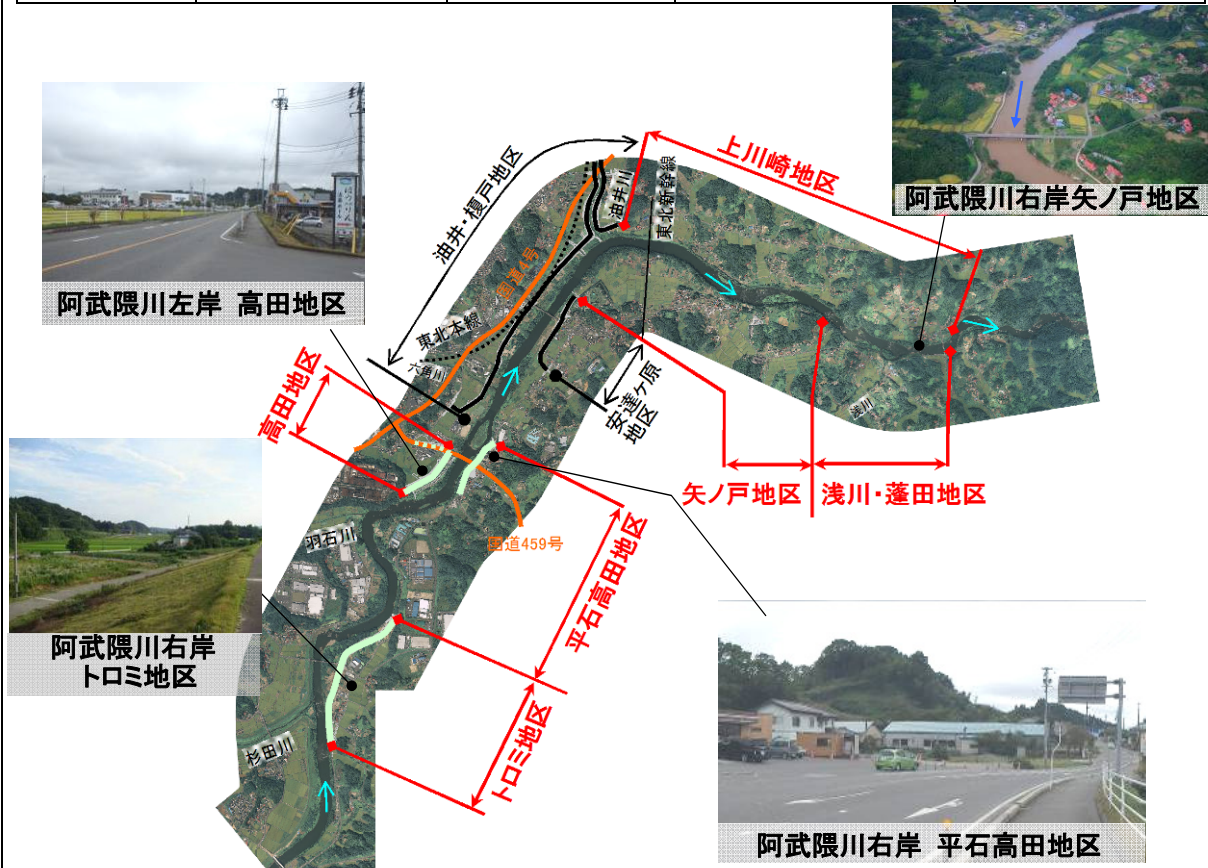 阿武隈川右岸矢ノ戸地区
上川崎地区
油井・榎戸地区
油井川
東北新幹線
国道4号
阿武隈川左岸 高田地区
東北本線
六角川
高田地区
安達ヶ原
地区
浅川
矢ノ戸地区
浅川・蓬田地区
羽石川
国道459号
平石高田地区
阿武隈川右岸
トロミ地区
トロミ地区
杉田川
阿武隈川右岸 平石高田地区